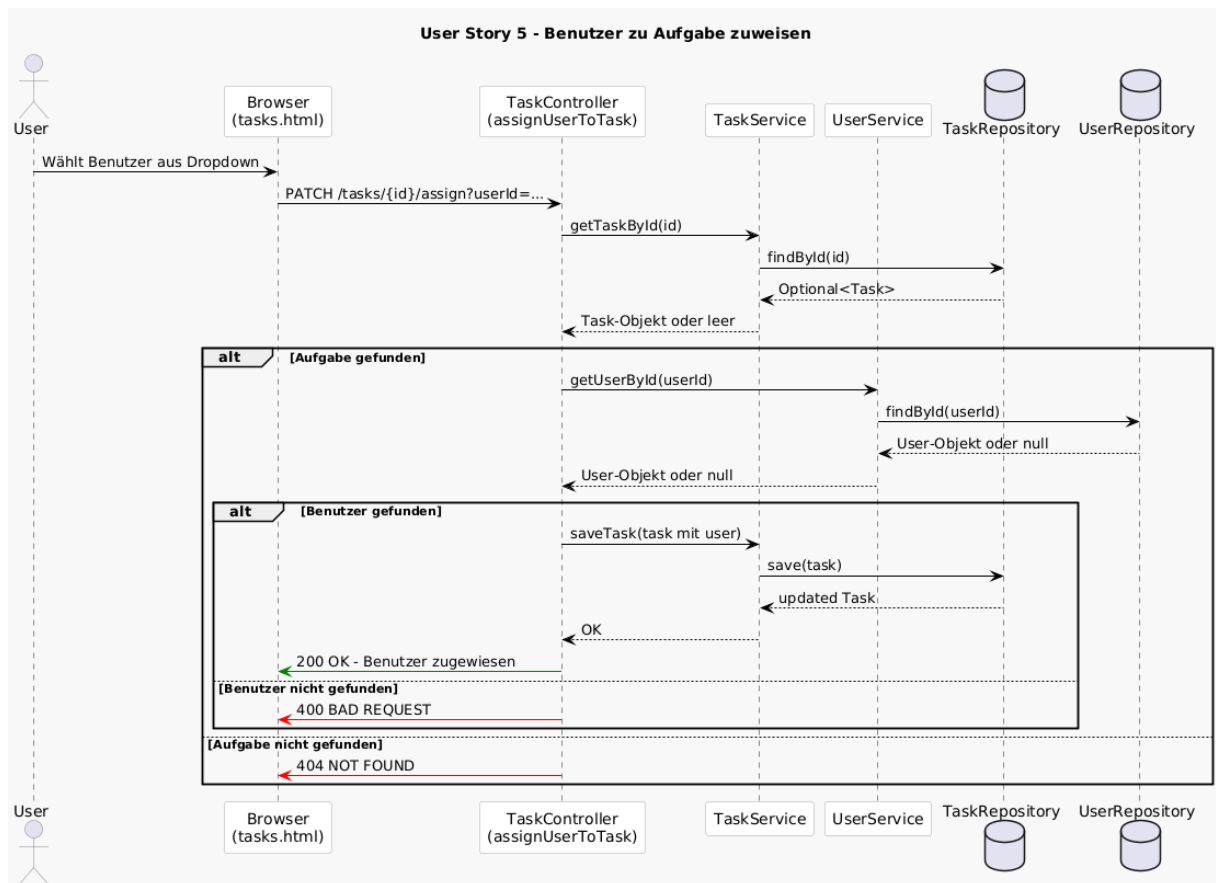 User Story 5 - Benutzer zu Aufgabe zuweisen
User
Browser
(tasks.html)
TaskController
(assignUserToTask)
TaskService
UserService
TaskRepository
UserRepository
Wählt Benutzer aus Dropdown
PATCH /tasks/{id}/assign?userId=...
getTaskById(id)
findById(id)
Optional<Task>
Task-Objekt oder leer
alt [Aufgabe gefunden]
getUserById(userId)
findById(userId)
User-Objekt oder null
User-Objekt oder null
alt [Benutzer gefunden]
saveTask(task mit user)
save(task)
updated Task
OK
200 OK - Benutzer zugewiesen
[Benutzer nicht gefunden]
400 BAD REQUEST
[Aufgabe nicht gefunden]
404 NOT FOUND
User
Browser
(tasks.html)
TaskController
(assignUserToTask)
TaskService
UserService
TaskRepository
UserRepository